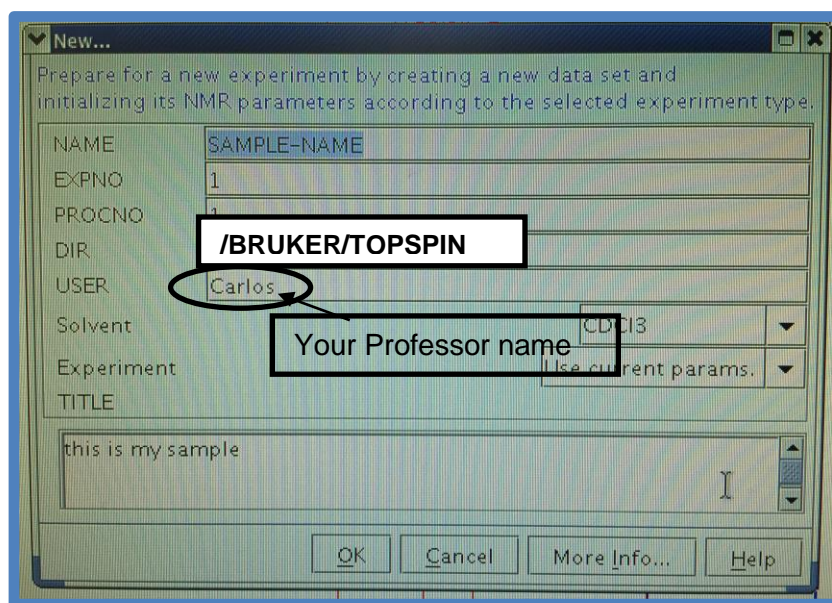 New...
Prepare for a new experiment by creating a new data set and
initializing its NMR parameters according to the selected experiment type.
NAME SAMPLE-NAME
EXPNO 1
PROCNO 1
DIR /BRUKER/TOPSPIN
USER Carlos
Solvent CDCl3
Your Professor name
Experiment Use current params.
TITLE
this is my sample
OK Cancel More Info... Help